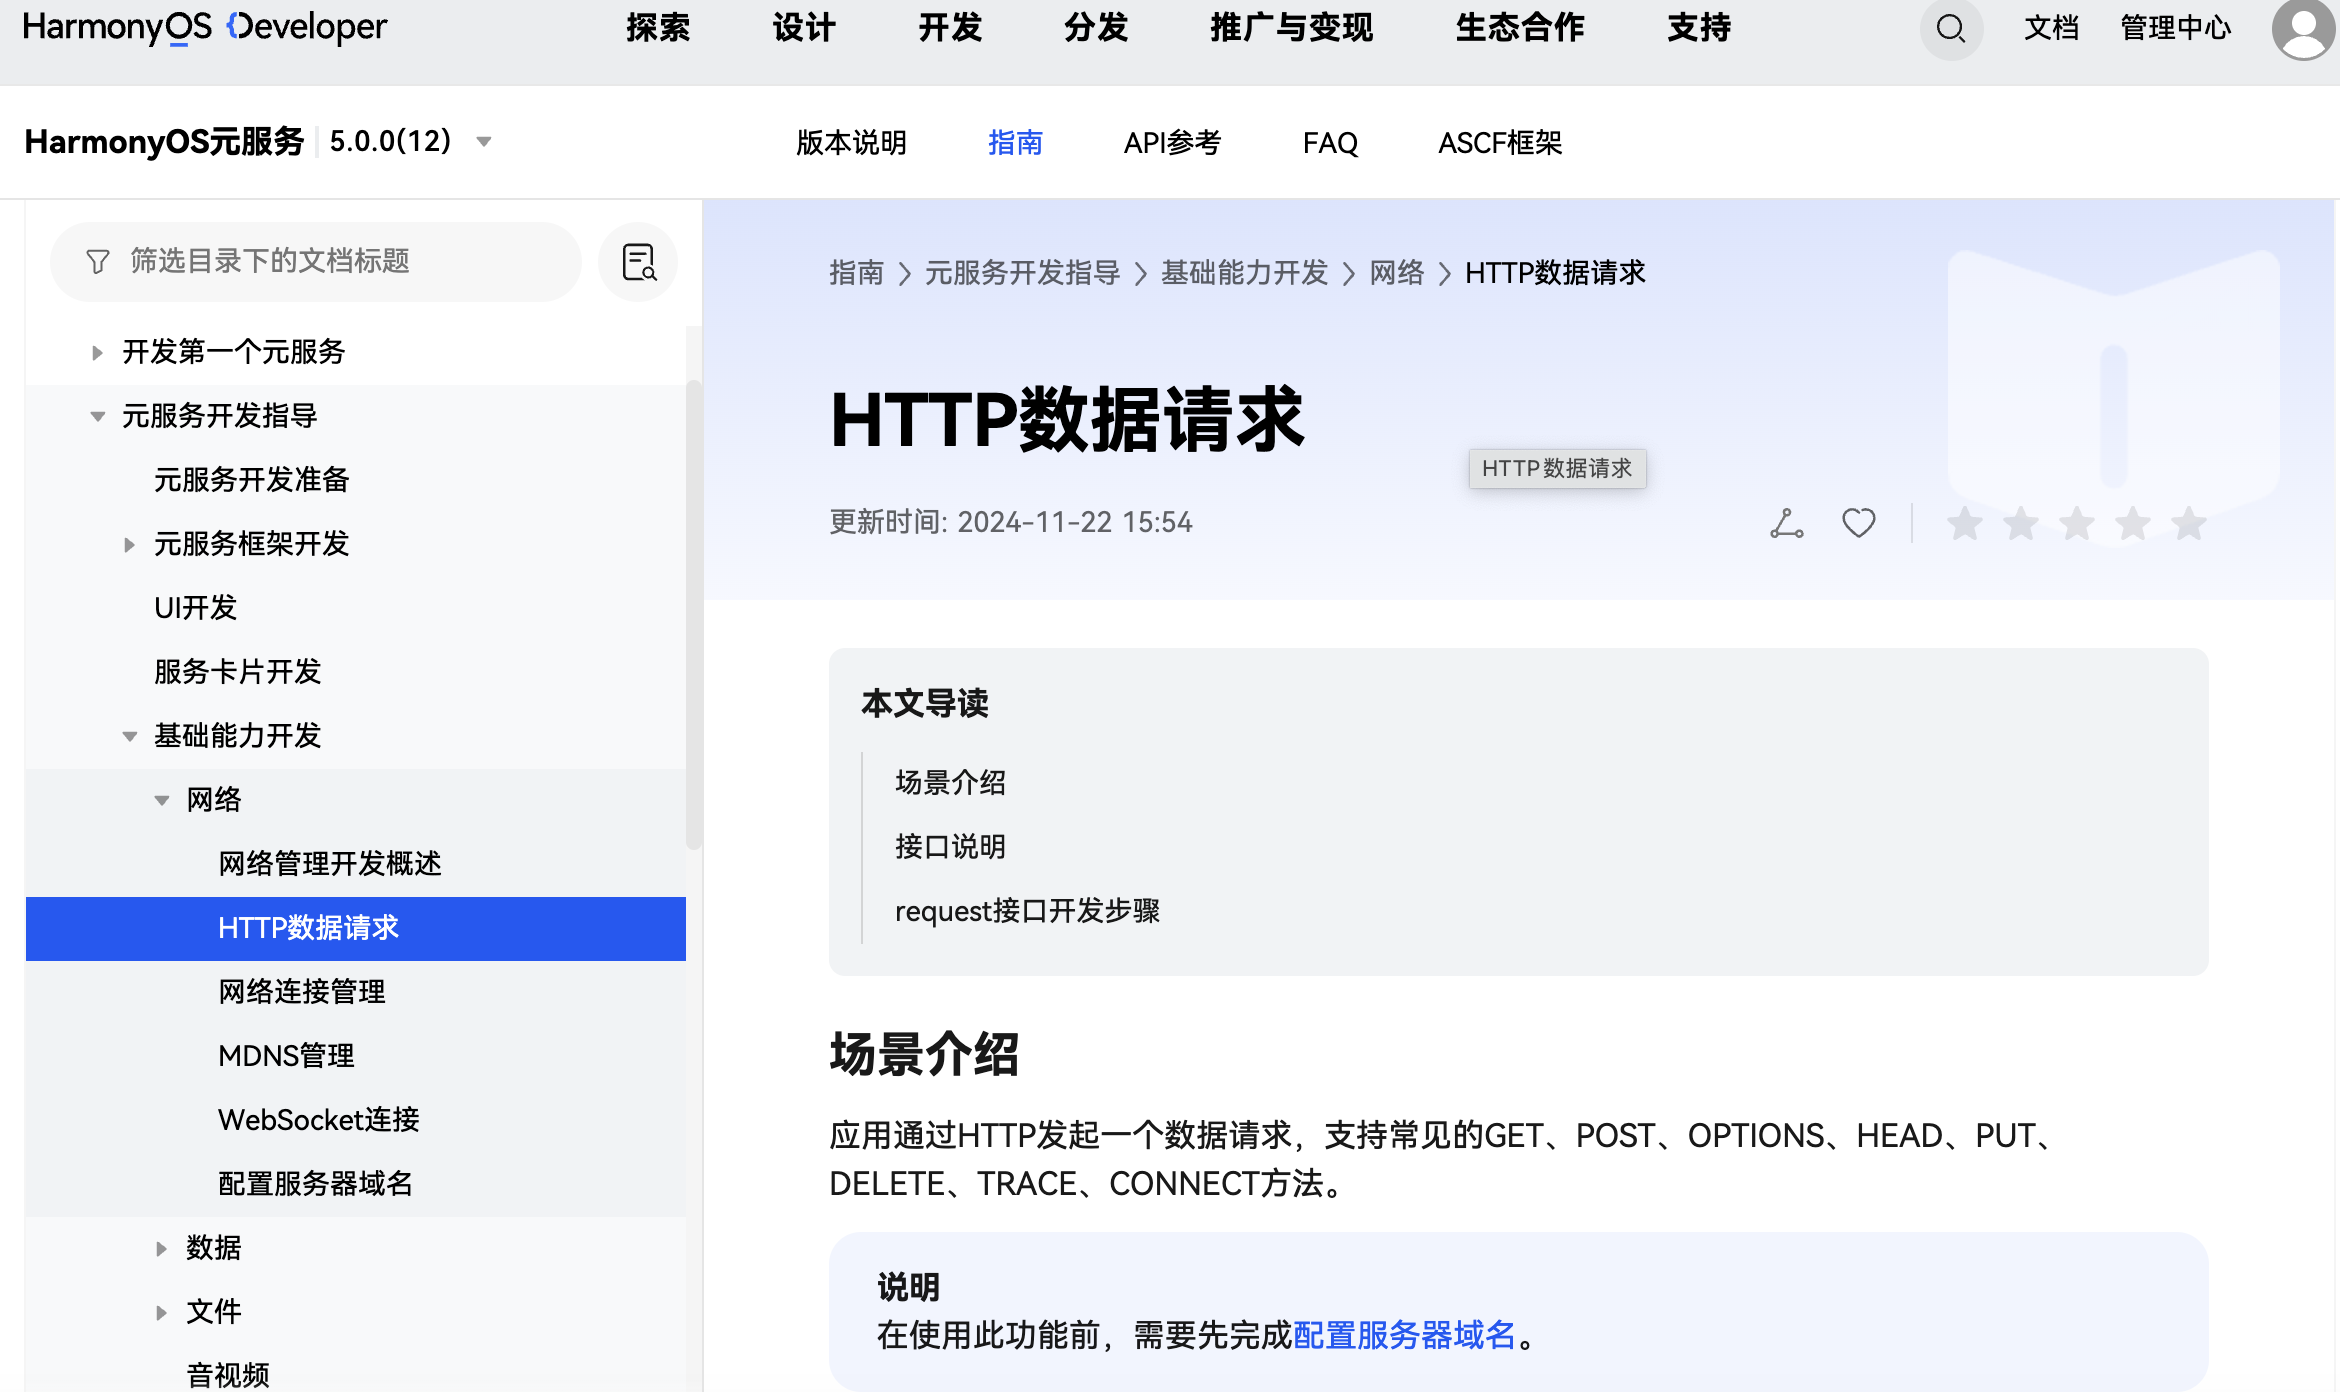 HarmonyOS Developer
探索 设计 开发 分发 推广与变现 生态合作 支持 文档 管理中心
HarmonyOS元服务 5.0.0(12) 版本说明 指南 API参考 FAQ ASCF框架
筛选目录下的文档标题
开发第一个元服务
元服务开发指导
元服务开发准备
元服务框架开发
UI开发
服务卡片开发
基础能力开发
网络
网络管理开发概述
HTTP数据请求
网络连接管理
MDNS管理
WebSocket连接
配置服务器域名
数据
文件
音视频
指南 > 元服务开发指导 > 基础能力开发 > 网络 > HTTP数据请求
HTTP数据请求
HTTP数据请求
更新时间: 2024-11-22 15:54
本文导读
场景介绍
接口说明
request接口开发步骤
场景介绍
应用通过HTTP发起一个数据请求，支持常见的GET、POST、OPTIONS、HEAD、PUT、
DELETE、TRACE、CONNECT方法。
说明
在使用此功能前，需要先完成配置服务器域名。